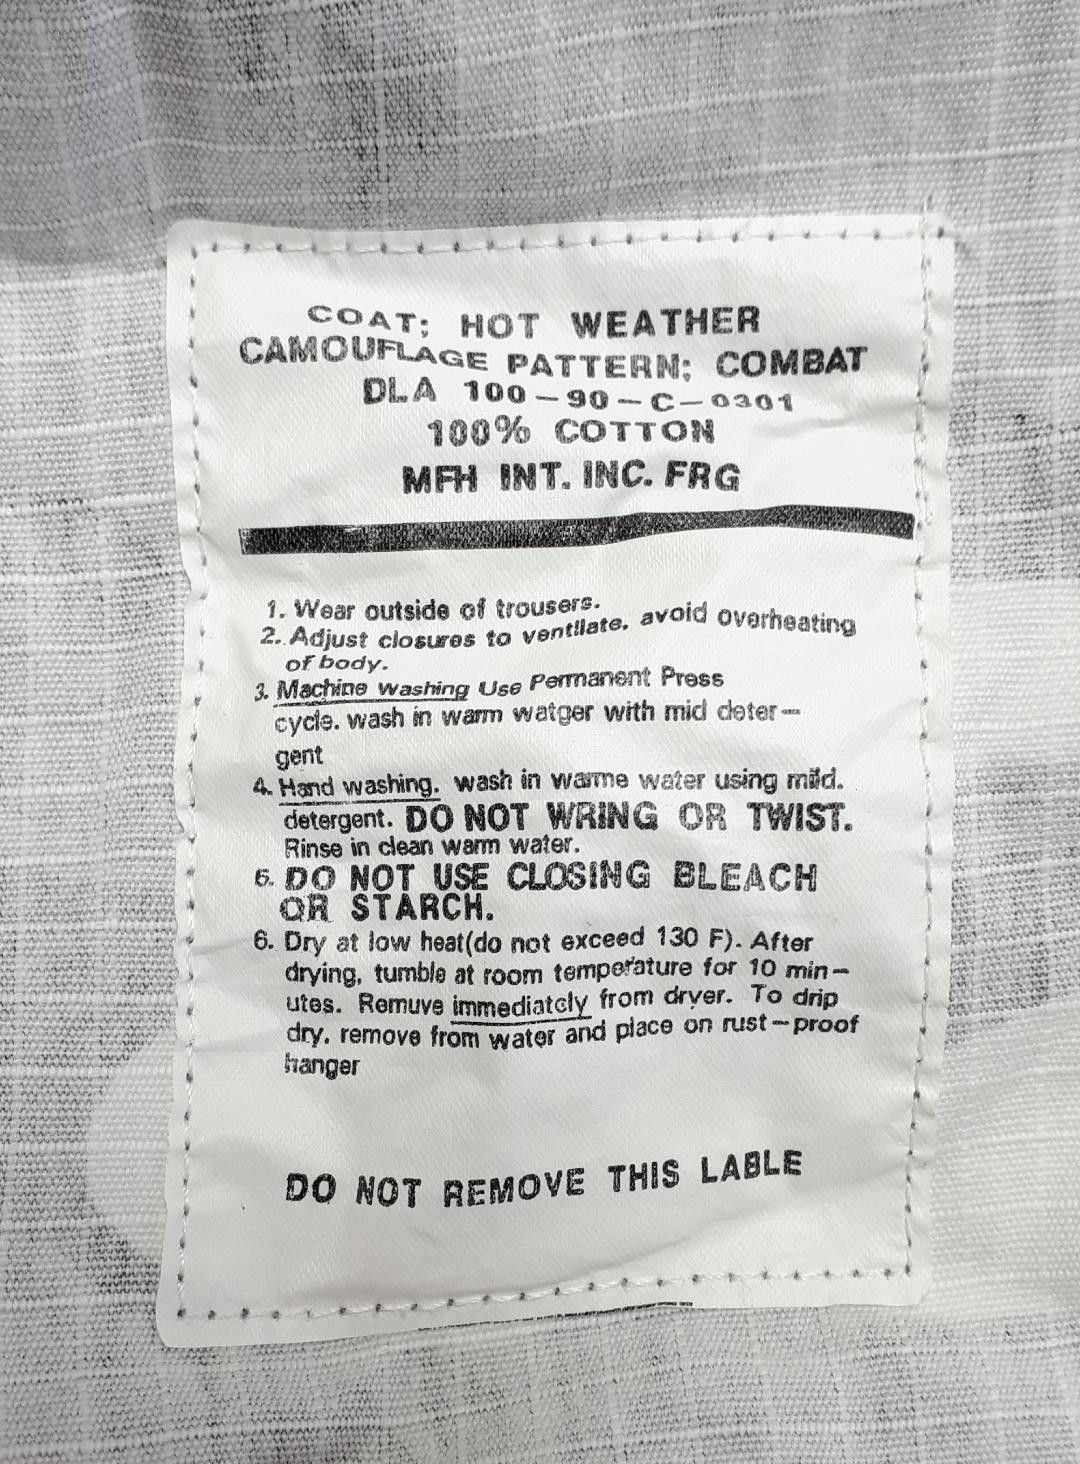 COAT; HOT WEATHER
CAMOUFLAGE PATTERN; COMBAT
DLA 100-90-C-0301
100% COTTON
MFH INT. INC. FRG
1. Wear outside of trousers.
2. Adjust closures to ventilate. avoid overheating
of body.
3. Machine washing Use Permanent Press
cycle. wash in warm watger with mid deter-
gent
4. Hand washing. wash in warme water using mild.
detergent. DO NOT WRING OR TWIST.
Rinse in clean warm water.
5. DO NOT USE CLOSING BLEACH
OR STARCH.
6. Dry at low heat(do not exceed 130 F). After
drying, tumble at room temperature for 10 min-
utes. Remuve immediately from dryer. To drip
dry. remove from water and place on rust-proof
hanger
DO NOT REMOVE THIS LABLE